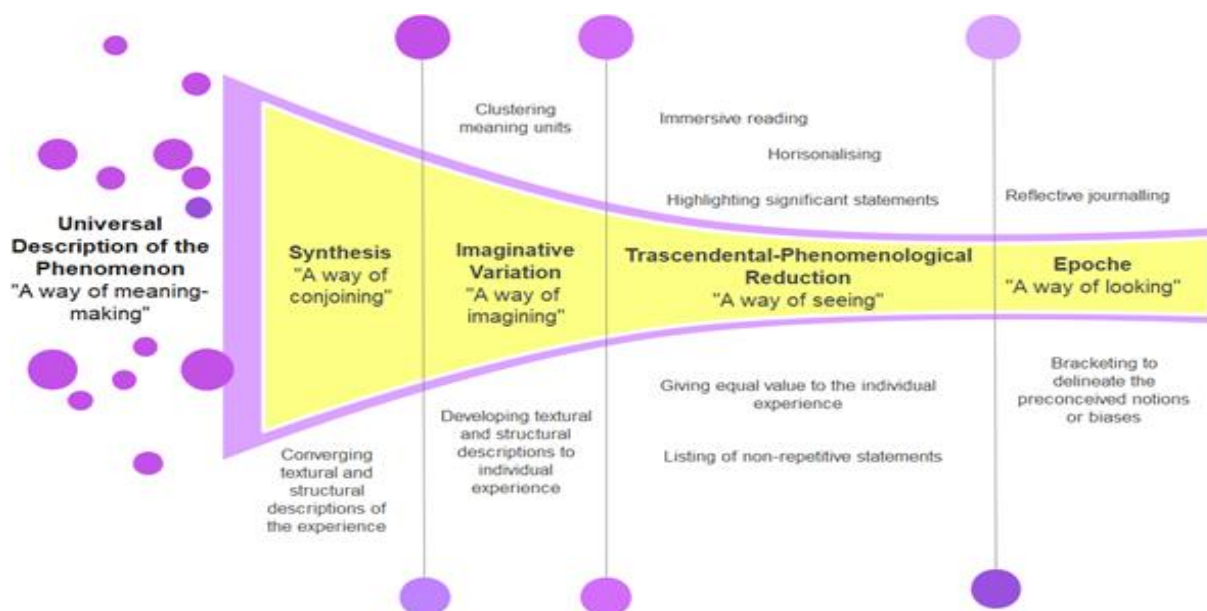 Universal
Description of the
Phenomenon
"A way of meaning-
making"
Synthesis
"A way of
conjoining"
Converging
textural and
structural
descriptions of
the experience
Clustering
meaning units
Imaginative
Variation
"A way of
imagining"
Developing textural
and structural
descriptions to
individual
experience
Immersive reading
Horisonalising
Highlighting significant statements
Trascendental-Phenomenological
Reduction
"A way of seeing"
Giving equal value to the individual
experience
Listing of non-repetitive statements
Reflective journalling
Epoche
"A way of looking"
Bracketing to
delineate the
preconceived notions
or biases